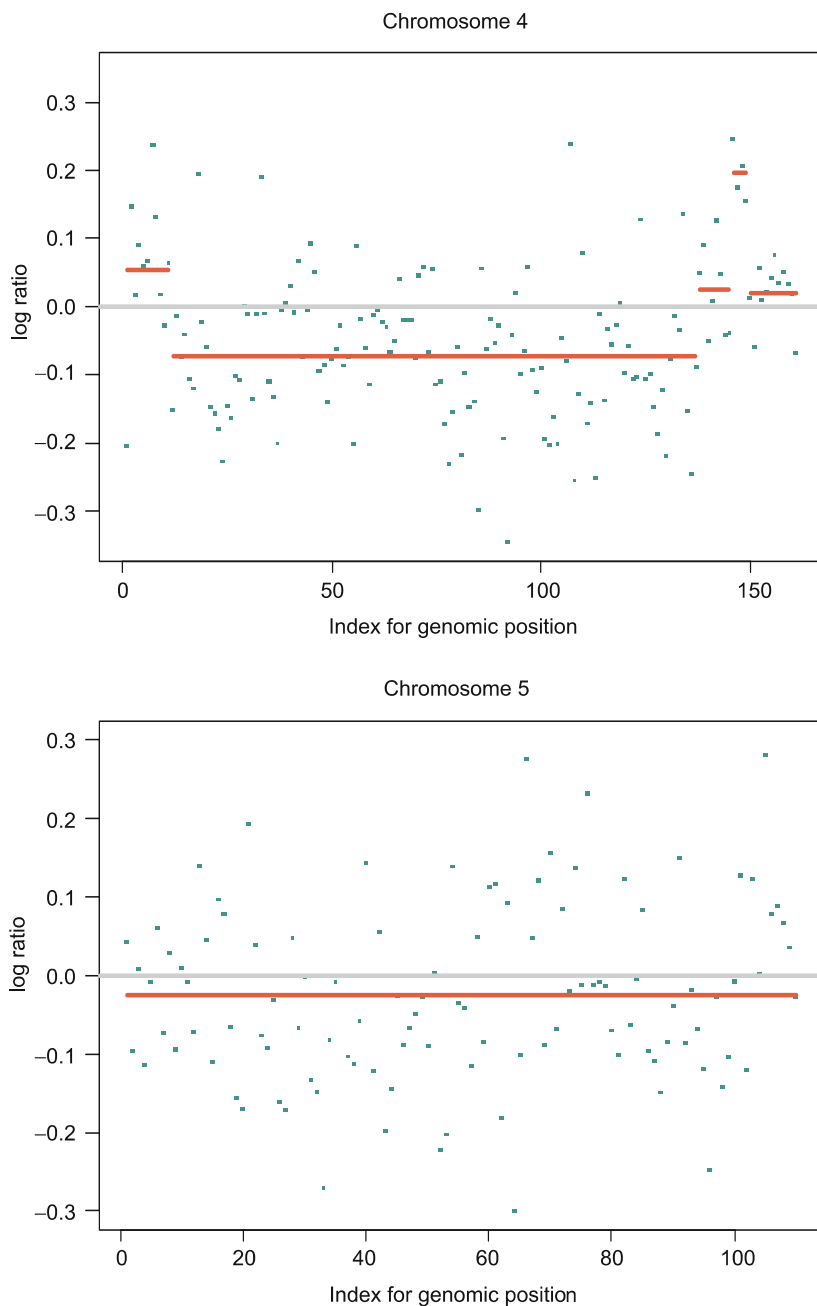 Chromosome 4
0.3
0.2
0.1
0.0
−0.1
−0.2
−0.3
log ratio
0 50 100 150
Index for genomic position
Chromosome 5
0.3
0.2
0.1
0.0
−0.1
−0.2
−0.3
log ratio
0 20 40 60 80 100
Index for genomic position